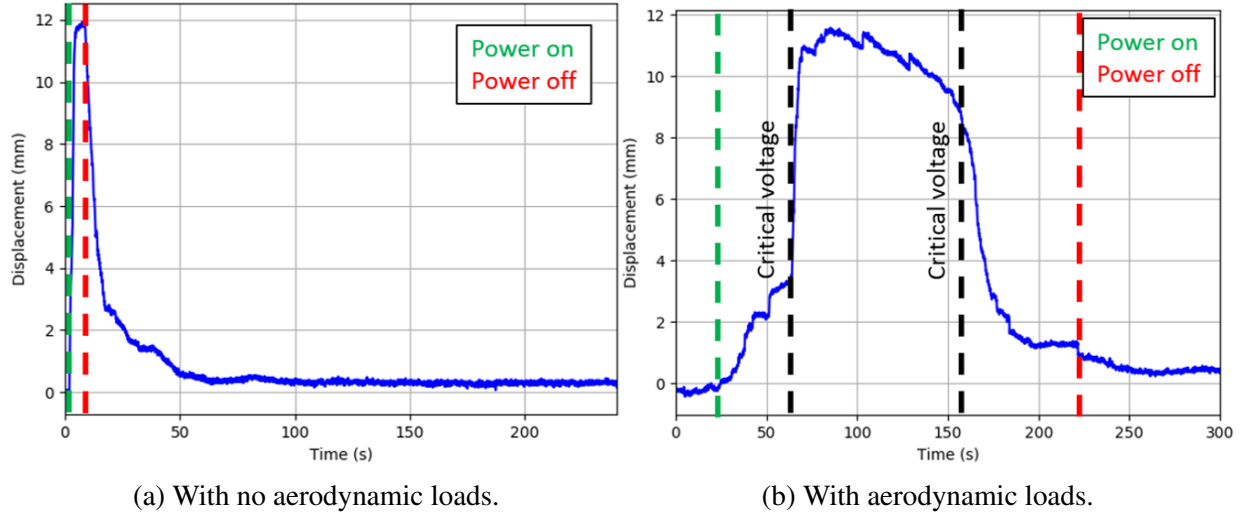 12
10
8
6
4
2
0
Displacement (mm)
0
50
100
150
200
Time (s)
Power on
Power off
(a) With no aerodynamic loads.
12
10
8
6
4
2
0
Displacement (mm)
0
50
100
150
200
250
300
Time (s)
Critical voltage
Critical voltage
Power on
Power off
(b) With aerodynamic loads.